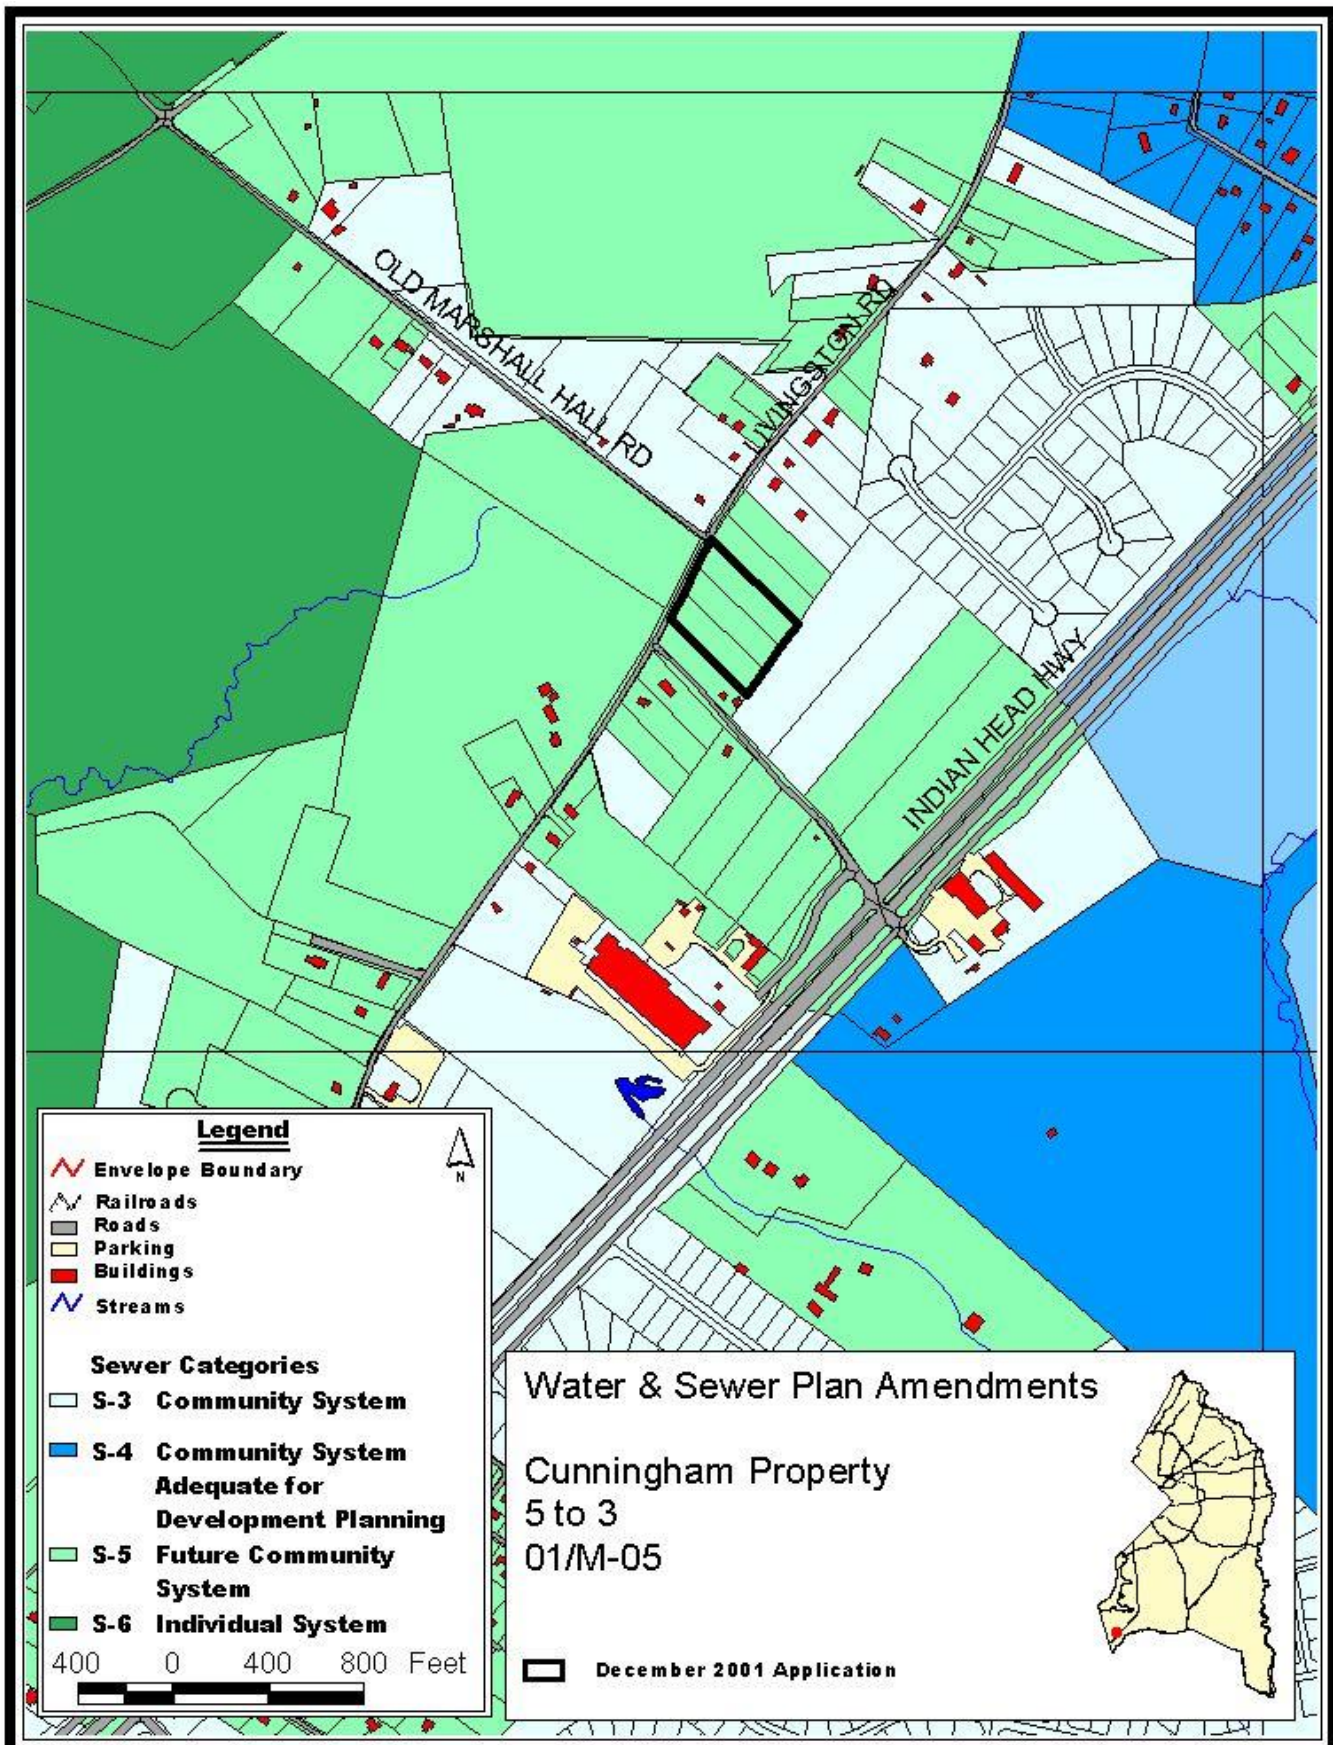 OLD MARSHALL HALL RD
LIVINGSTON RD
INDIAN HEAD HWY
Legend
Envelope Boundary
Railroads
Roads
Parking
Buildings
Streams
N
Sewer Categories
S-3 Community System
S-4 Community System
Adequate for
Development Planning
S-5 Future Community
System
S-6 Individual System
400 0 400 800 Feet
Water & Sewer Plan Amendments
Cunningham Property
5 to 3
01/M-05
December 2001 Application